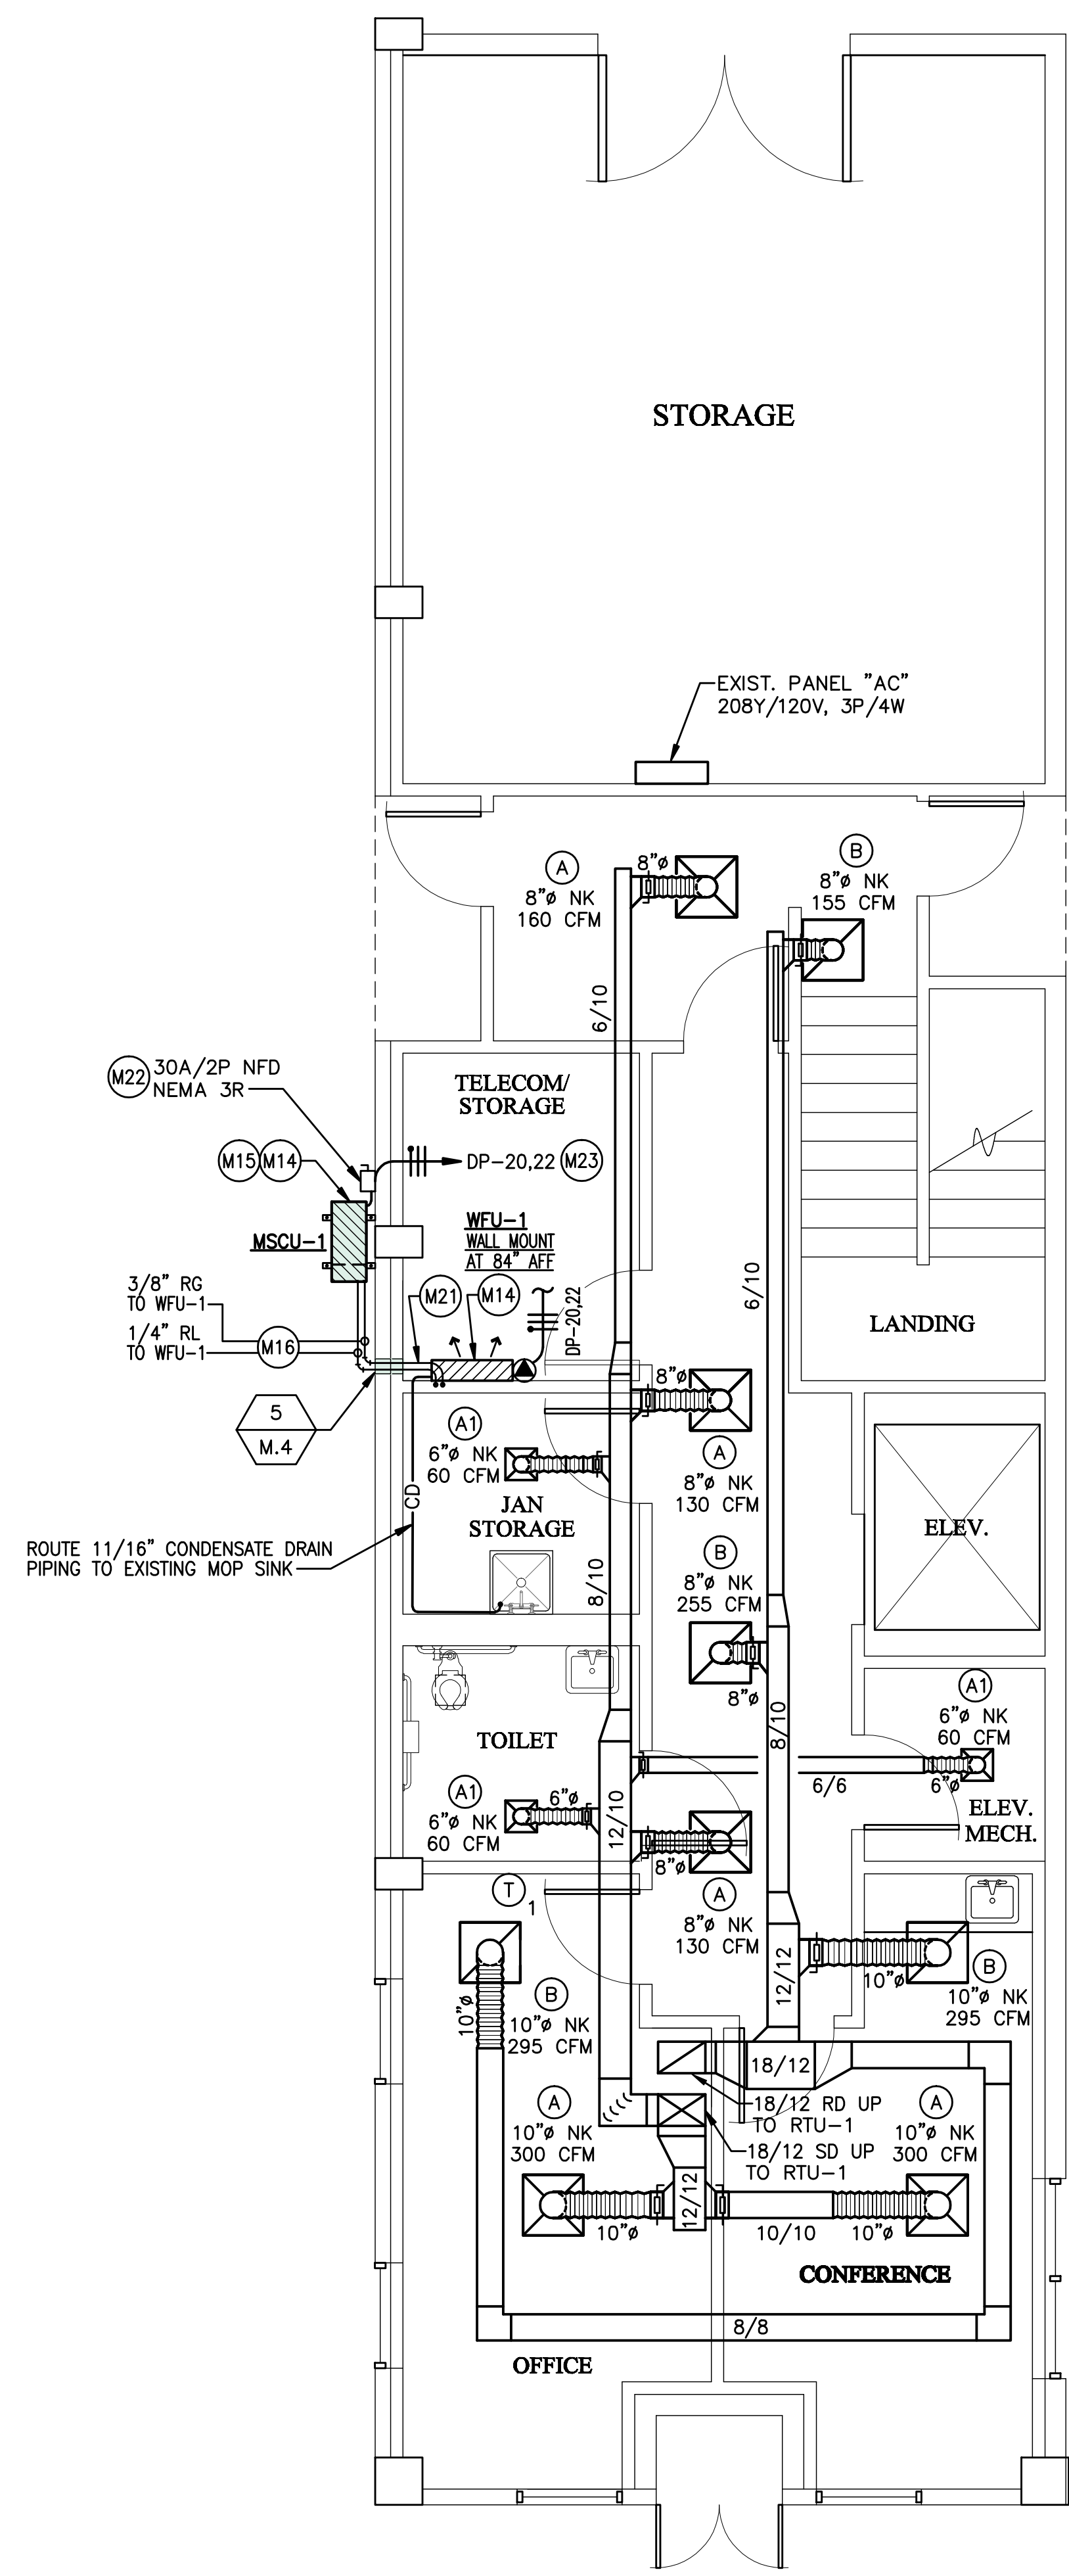 STORAGE
EXIST. PANEL "AC"
208Y/120V, 3P/4W
A
8"ø NK
160 CFM
8"ø
B
8"ø NK
155 CFM
6/10
M22
30A/2P NFD
NEMA 3R
TELECOM/
STORAGE
M15
M14
DP-20,22
M23
MSCU-1
WFU-1
WALL MOUNT
AT 84" AFF
6/10
3/8" RG
TO WFU-1
1/4" RL
TO WFU-1
M16
M21
M14
DP-20,22
LANDING
5
M.4
A1
6"ø NK
60 CFM
8"ø
A
8"ø NK
130 CFM
CD
JAN
STORAGE
ELEV.
ROUTE 11/16" CONDENSATE DRAIN
PIPING TO EXISTING MOP SINK
8/10
B
8"ø NK
255 CFM
8"ø
A1
6"ø NK
60 CFM
8/10
TOILET
6/6
6"ø
A1
6"ø NK
60 CFM
6"ø
12/10
8"ø
ELEV.
MECH.
T
1
A
8"ø NK
130 CFM
10"ø
B
10"ø NK
295 CFM
12/12
10"ø
B
10"ø NK
295 CFM
18/12
18/12 RD UP
TO RTU-1
A
10"ø NK
300 CFM
A
10"ø NK
300 CFM
18/12 SD UP
TO RTU-1
10"ø
12/12
10/10
10"ø
CONFERENCE
8/8
OFFICE